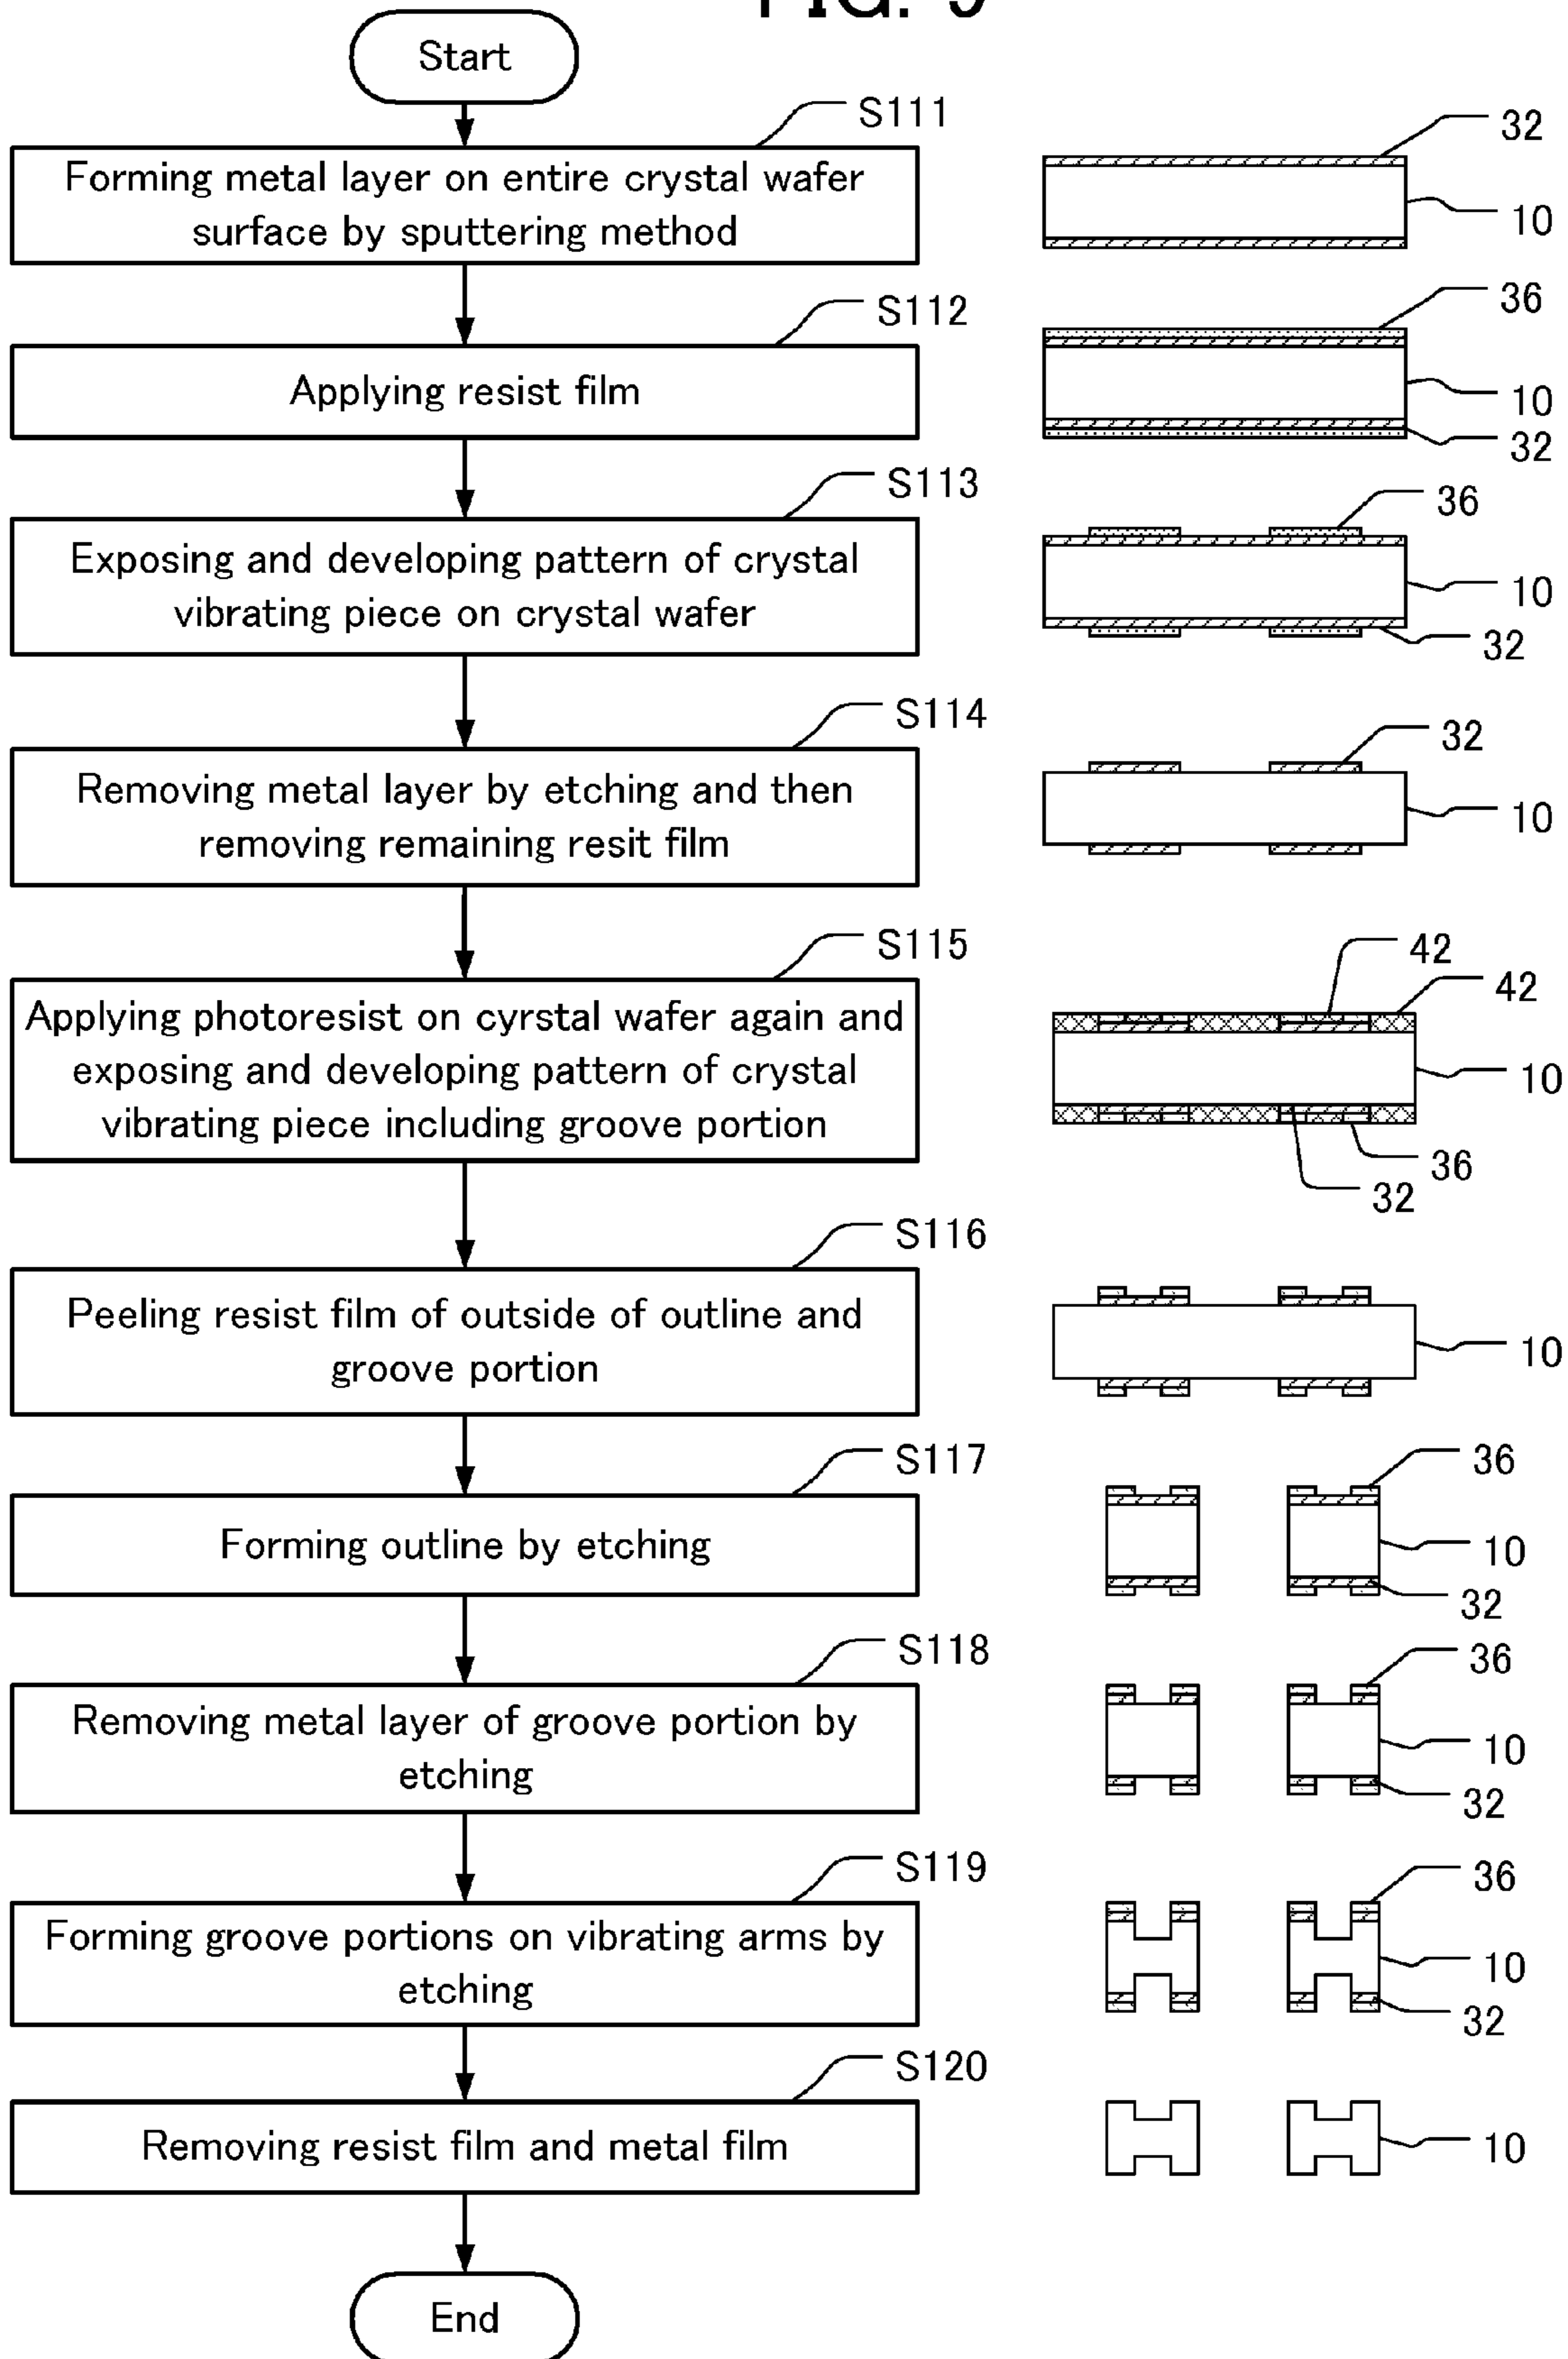 FIG.
Start
S111
Forming metal layer on entire crystal wafer
surface by sputtering method
32
10
S112
Applying resist film
36
10
32
S113
Exposing and developing pattern of crystal
vibrating piece on crystal wafer
36
10
32
S114
Removing metal layer by etching and then
removing remaining resit film
32
10
S115
Applying photoresist on cyrstal wafer again and
exposing and developing pattern of crystal
vibrating piece including groove portion
42
42
10
36
32
S116
Peeling resist film of outside of outline and
groove portion
10
S117
Forming outline by etching
36
10
32
S118
Removing metal layer of groove portion by
etching
36
10
32
S119
Forming groove portions on vibrating arms by
etching
36
10
32
S120
Removing resist film and metal film
10
End